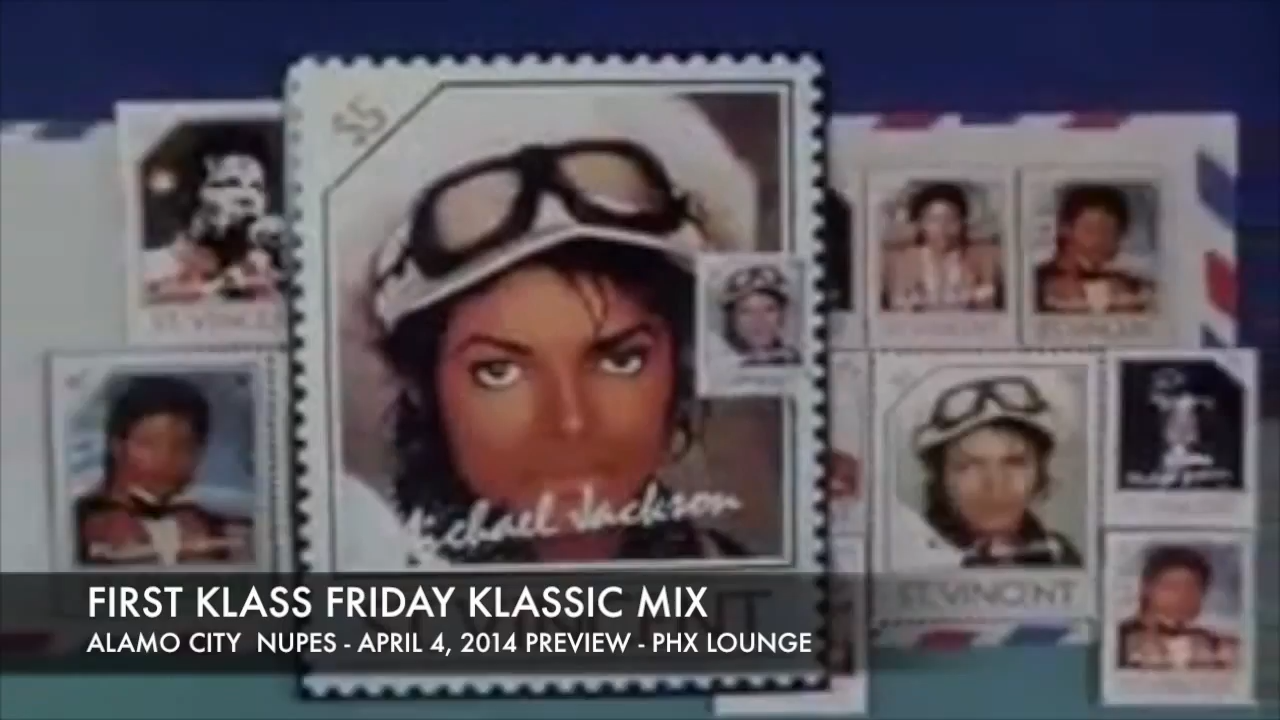 $5
ST. VINCE
Michael Jackson
ST. VINCENT
FIRST KLASS FRIDAY KLASSIC MIX
ALAMO CITY  NUPES - APRIL 4, 2014 PREVIEW - PHX LOUNGE